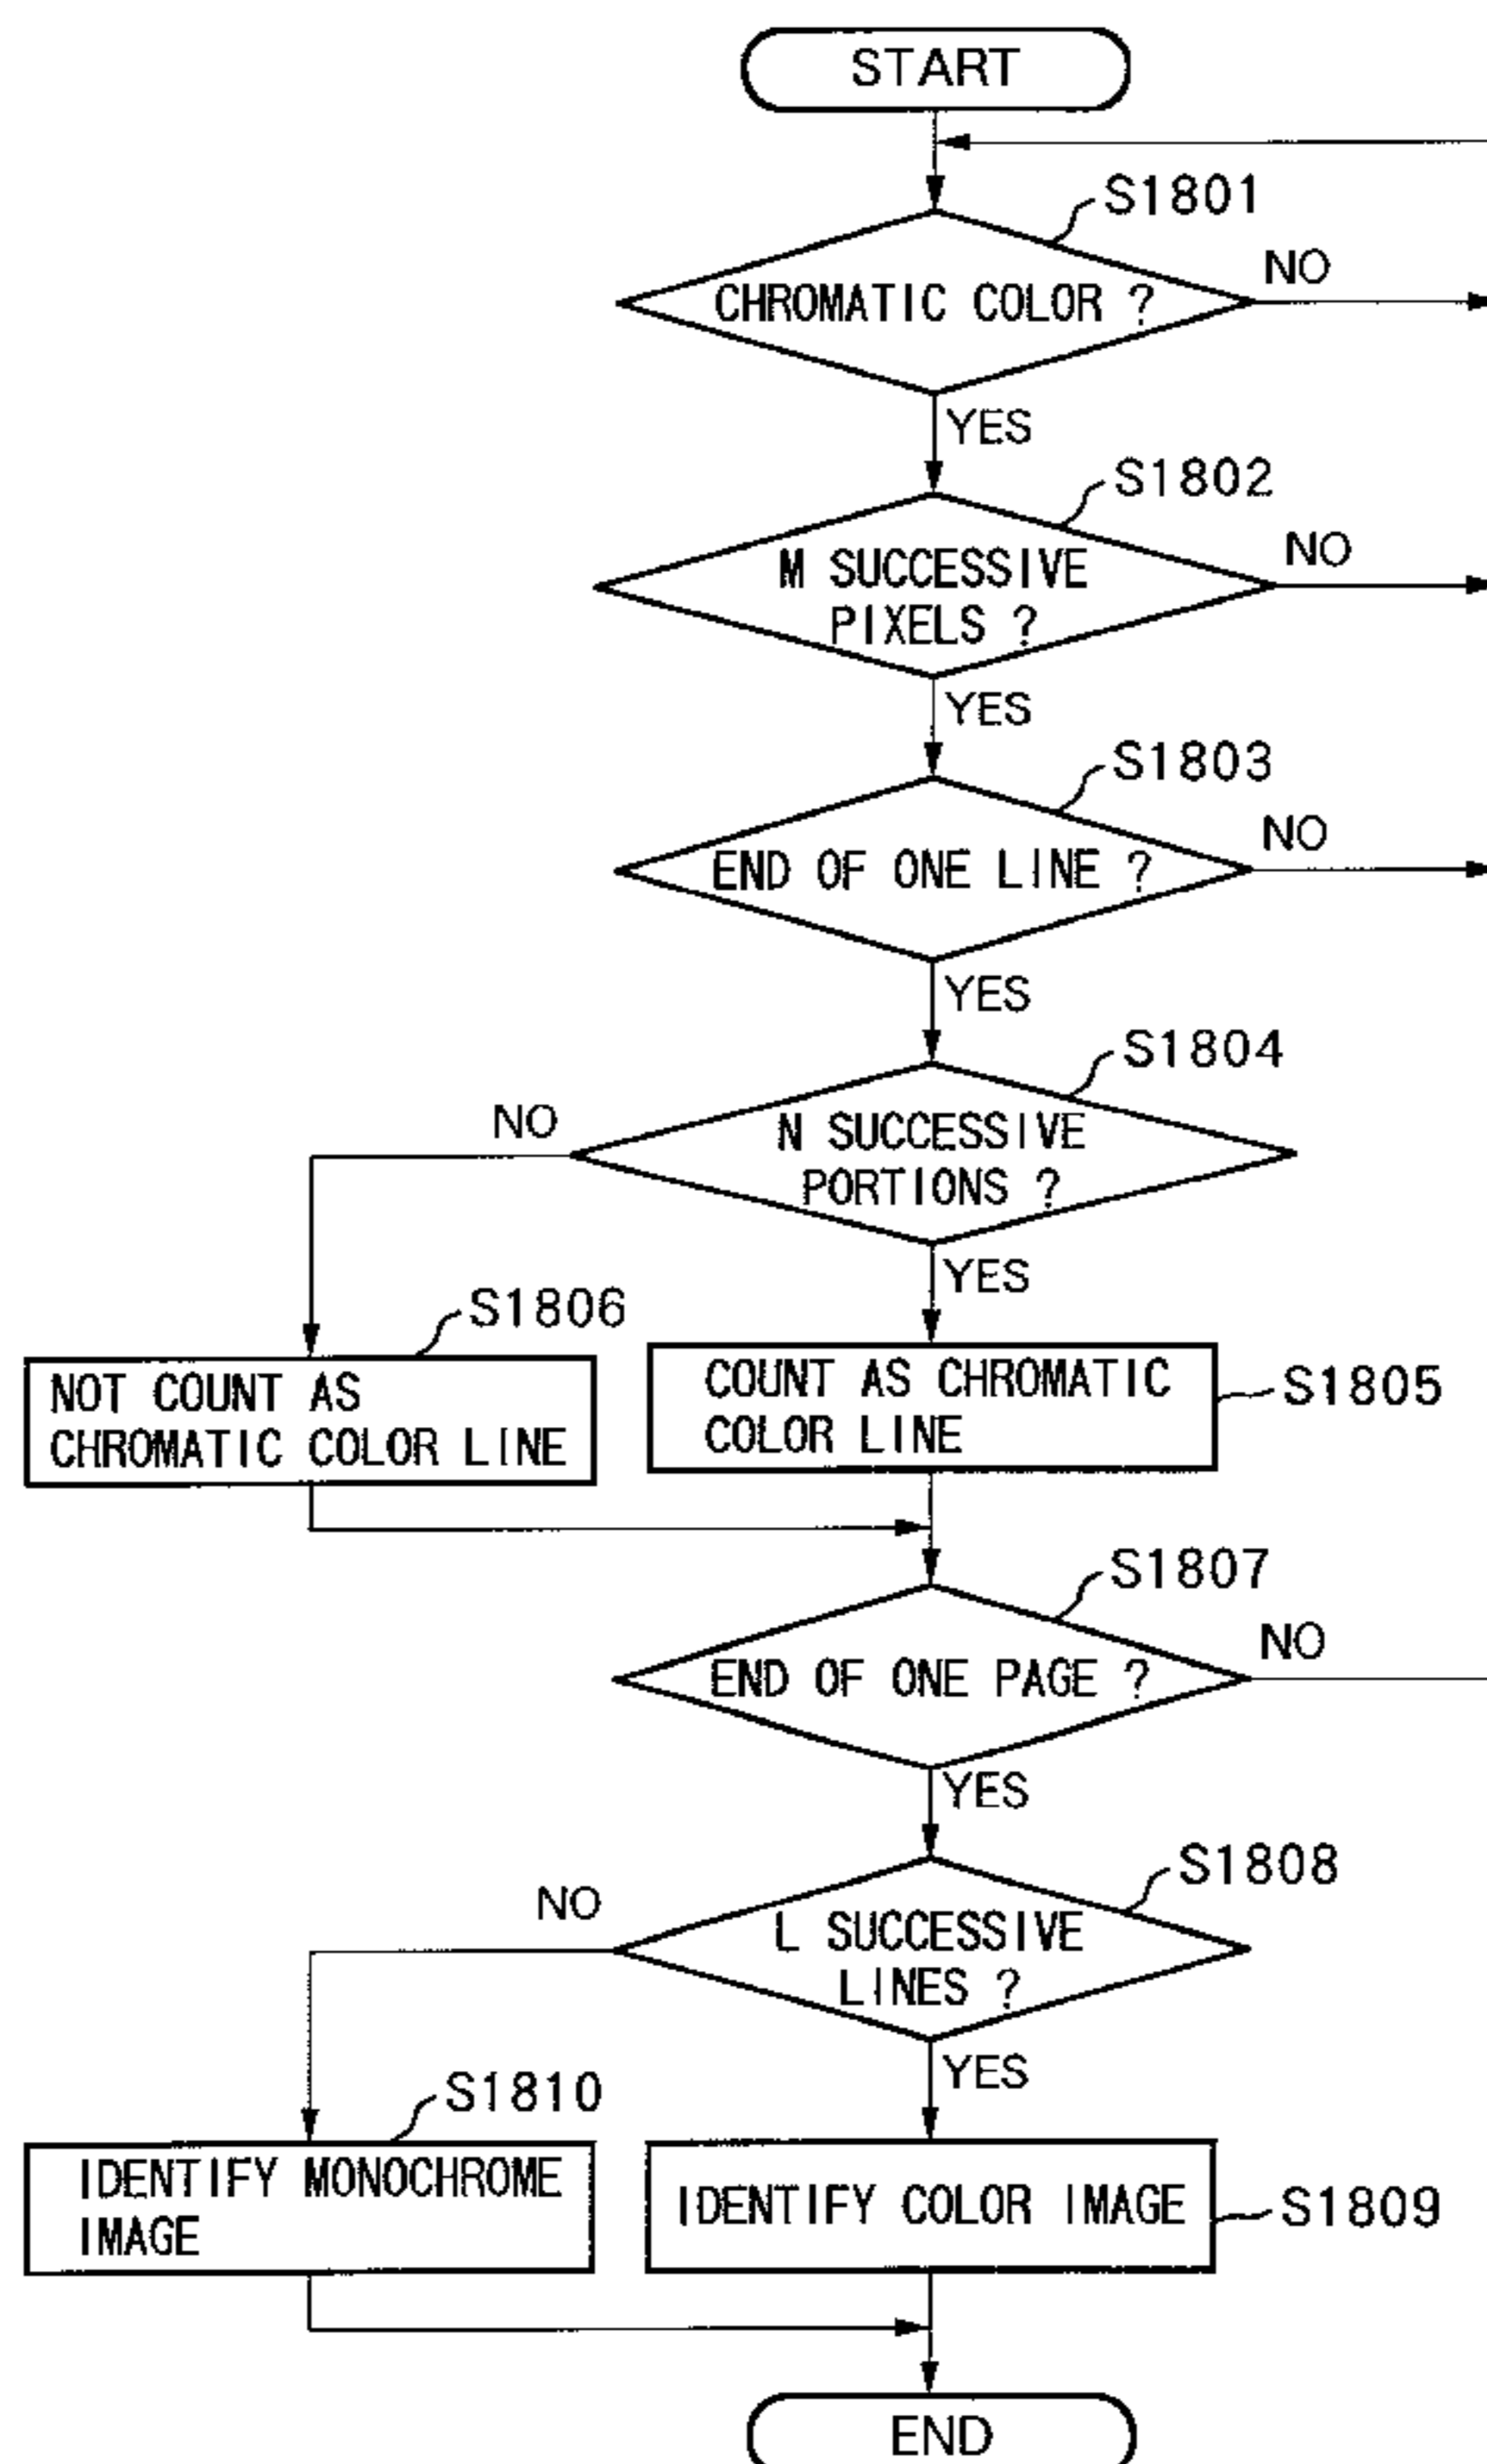 START
S1801
CHROMATIC COLOR ?
NO
YES
S1802
M SUCCESSIVE
PIXELS ?
NO
YES
S1803
END OF ONE LINE ?
NO
YES
S1804
N SUCCESSIVE
PORTIONS ?
NO
YES
S1806
NOT COUNT AS
CHROMATIC COLOR LINE
COUNT AS CHROMATIC
COLOR LINE
S1805
S1807
END OF ONE PAGE ?
NO
YES
S1808
L SUCCESSIVE
LINES ?
NO
YES
S1810
IDENTIFY MONOCHROME
IMAGE
IDENTIFY COLOR IMAGE
S1809
END